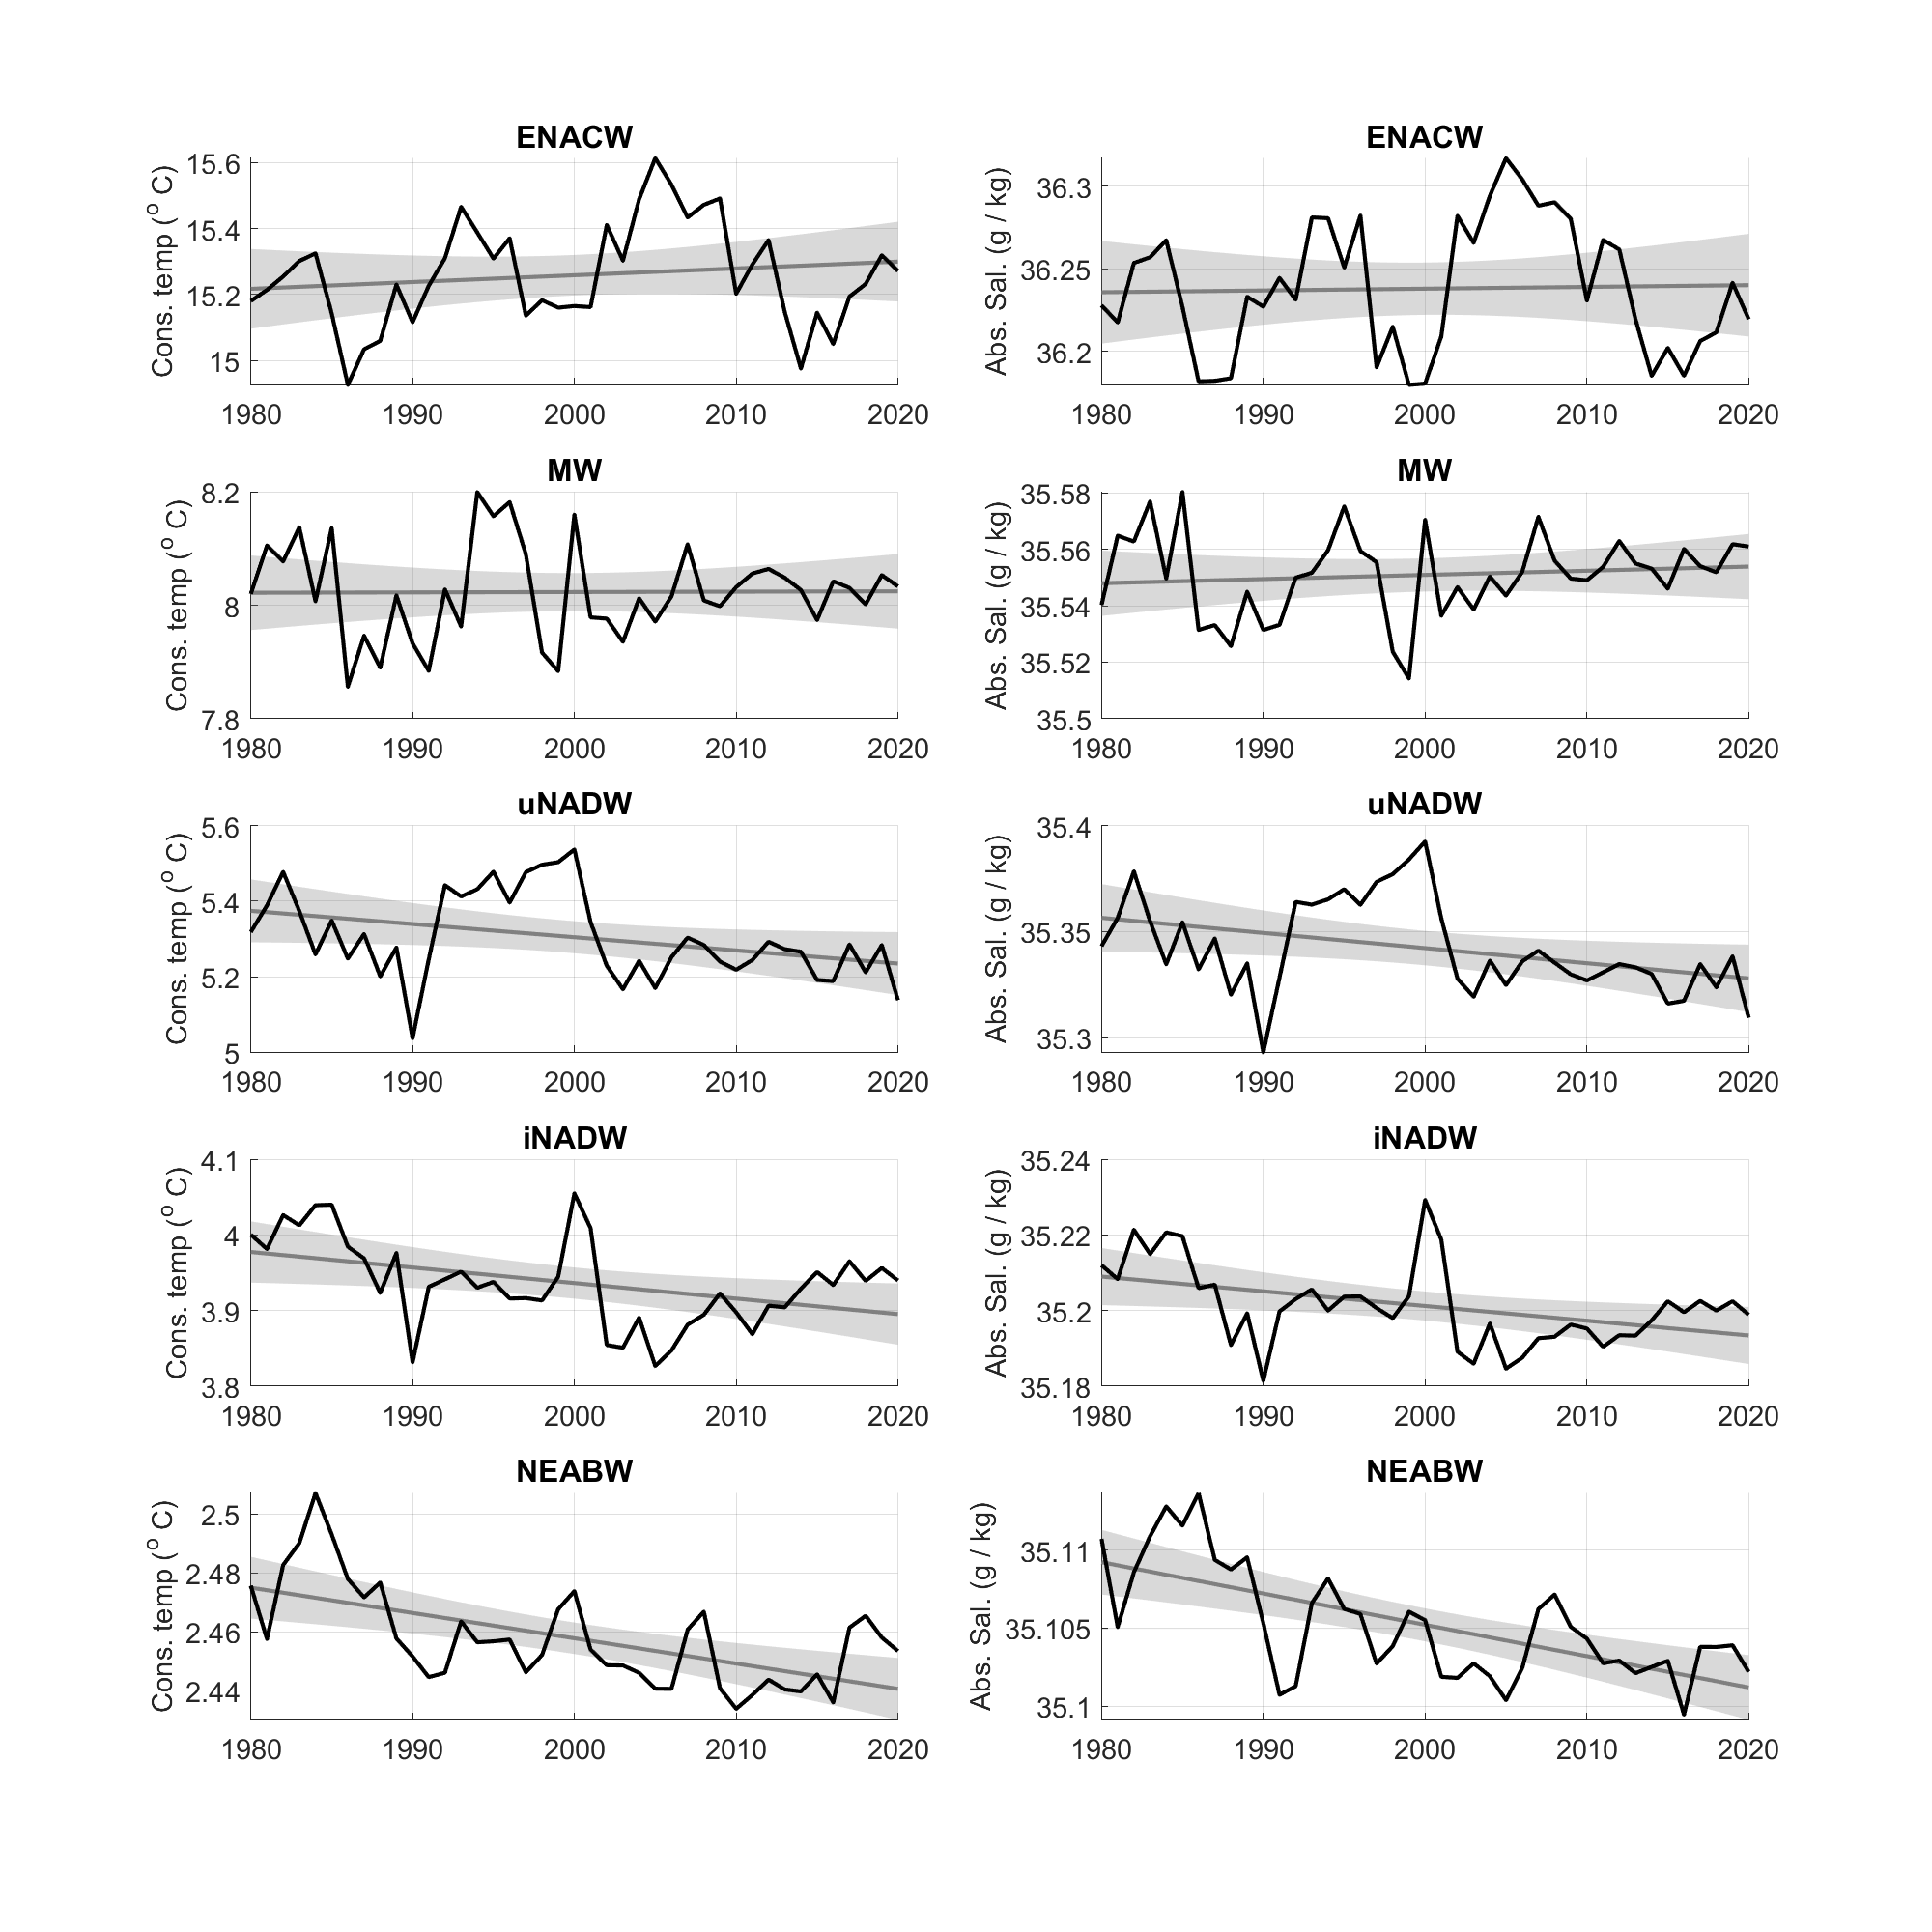 ENACW
Cons. temp (o C)
15.6
15.4
15.2
15
1980 1990 2000 2010 2020
ENACW
Abs. Sal. (g / kg)
36.3
36.25
36.2
1980 1990 2000 2010 2020
MW
Cons. temp (o C)
8.2
8
7.8
1980 1990 2000 2010 2020
MW
Abs. Sal. (g / kg)
35.58
35.56
35.54
35.52
35.5
1980 1990 2000 2010 2020
uNADW
Cons. temp (o C)
5.6
5.4
5.2
5
1980 1990 2000 2010 2020
uNADW
Abs. Sal. (g / kg)
35.4
35.35
35.3
1980 1990 2000 2010 2020
iNADW
Cons. temp (o C)
4.1
4
3.9
3.8
1980 1990 2000 2010 2020
iNADW
Abs. Sal. (g / kg)
35.24
35.22
35.2
35.18
1980 1990 2000 2010 2020
NEABW
Cons. temp (o C)
2.5
2.48
2.46
2.44
1980 1990 2000 2010 2020
NEABW
Abs. Sal. (g / kg)
35.11
35.105
35.1
1980 1990 2000 2010 2020